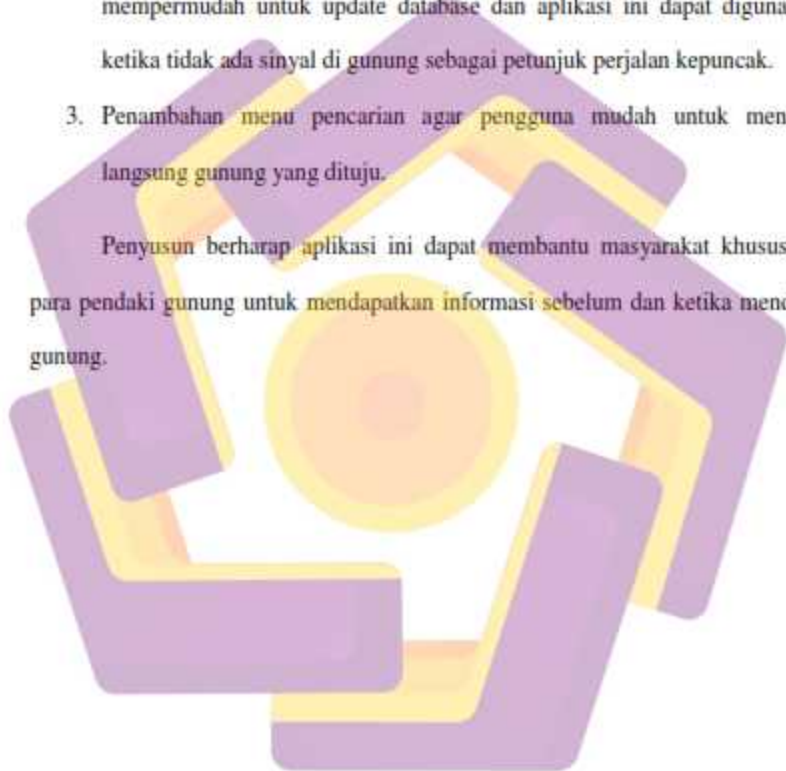 mempermudah untuk update database dan aplikasi ini dapat diguna
ketika tidak ada sinyal di gunung sebagai petunjuk perjalan kepuncak.
3. Penambahan menu pencarian agar pengguna mudah untuk men
langsung gunung yang dituju.
Penyusun berharap aplikasi ini dapat membantu masyarakat khusus
para pendaki gunung untuk mendapatkan informasi sebelum dan ketika mend
gunung.